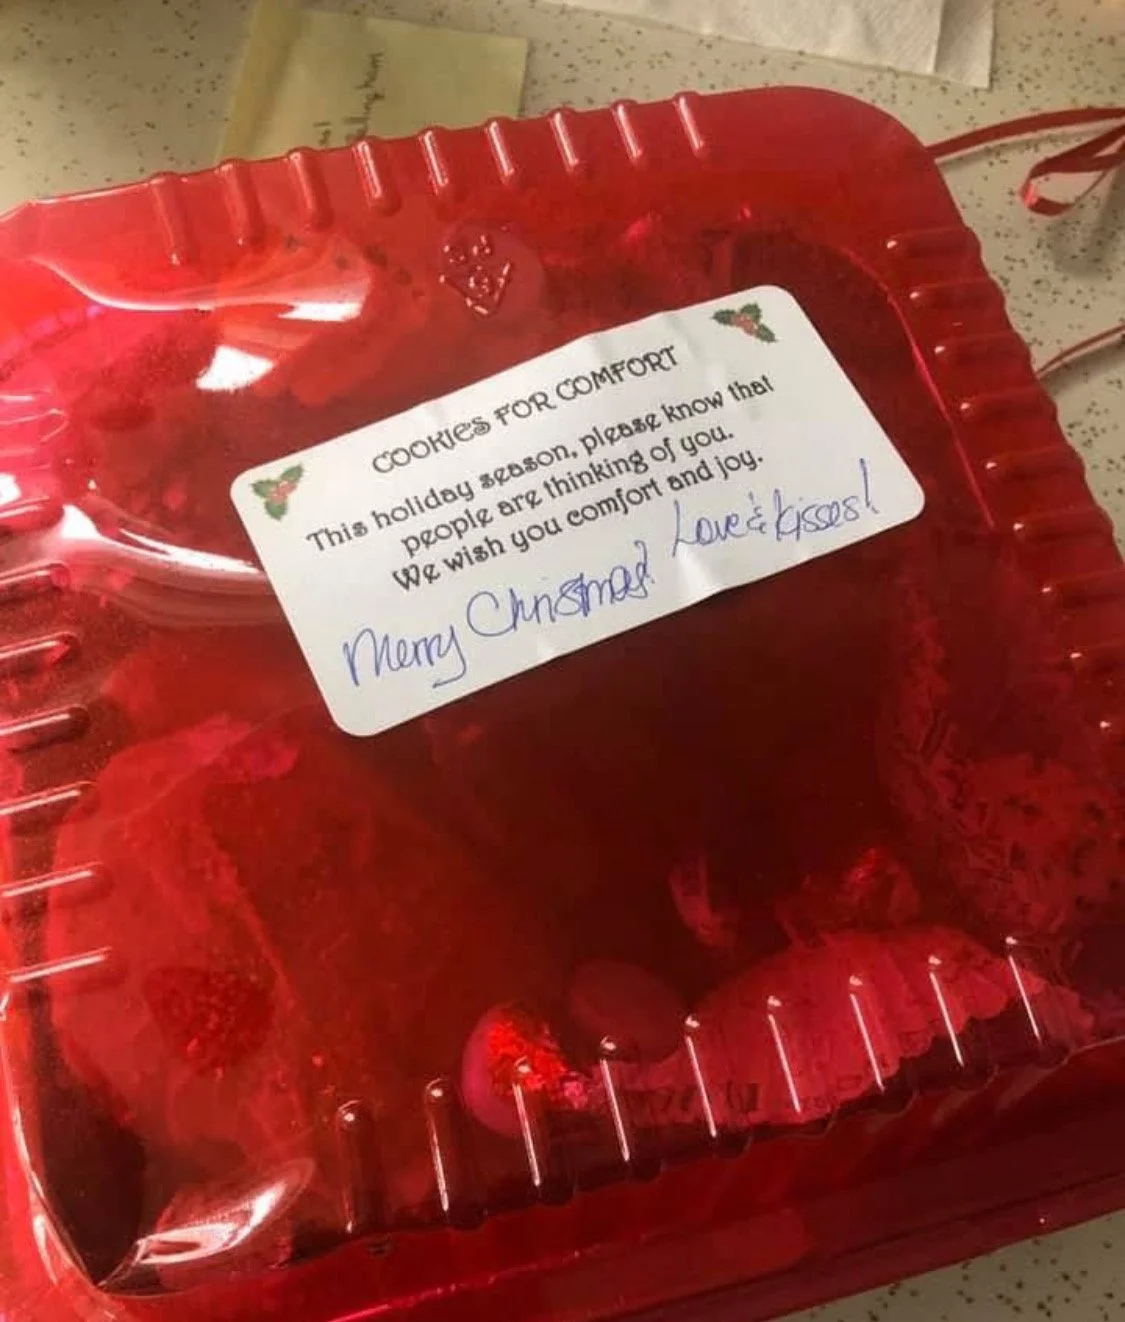 COOKIES FOR COMFORT
This holiday season, please know that
people are thinking of you.
We wish you comfort and joy.
Merry Christmas! Love & kisses!